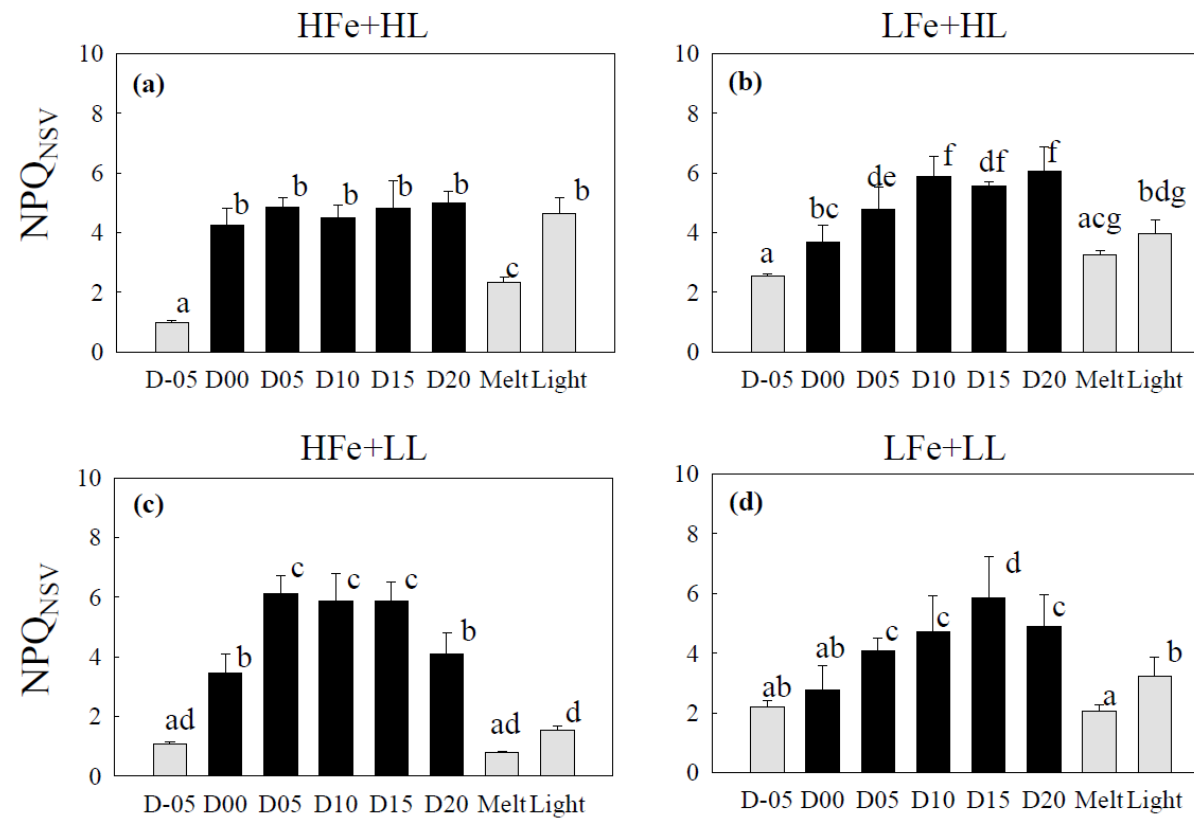 HFe+HL
LFe+HL
NPQNSV
10
8
6
4
2
0
(a)
a
b
b
b
b
b
c
b
D-05 D00 D05 D10 D15 D20 Melt Light
10
8
6
4
2
0
(b)
a
bc
de
f
df
f
acg
bdg
D-05 D00 D05 D10 D15 D20 Melt Light
HFe+LL
LFe+LL
NPQNSV
10
8
6
4
2
0
(c)
ad
b
c
c
c
b
ad
d
D-05 D00 D05 D10 D15 D20 Melt Light
10
8
6
4
2
0
(d)
ab
ab
c
c
d
c
a
b
D-05 D00 D05 D10 D15 D20 Melt Light